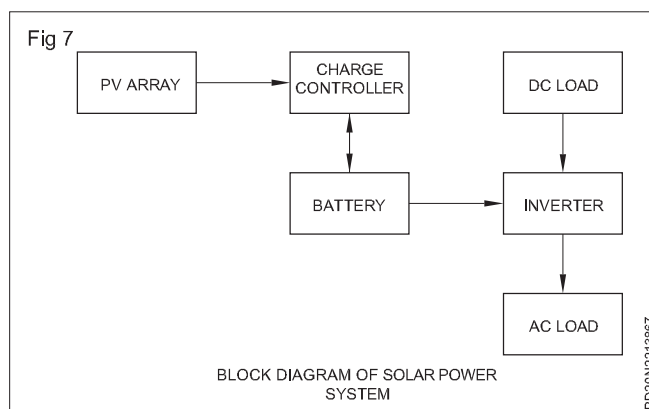 Fig 7
PV ARRAY
CHARGE
CONTROLLER
DC LOAD
BATTERY
INVERTER
AC LOAD
BLOCK DIAGRAM OF SOLAR POWER
SYSTEM